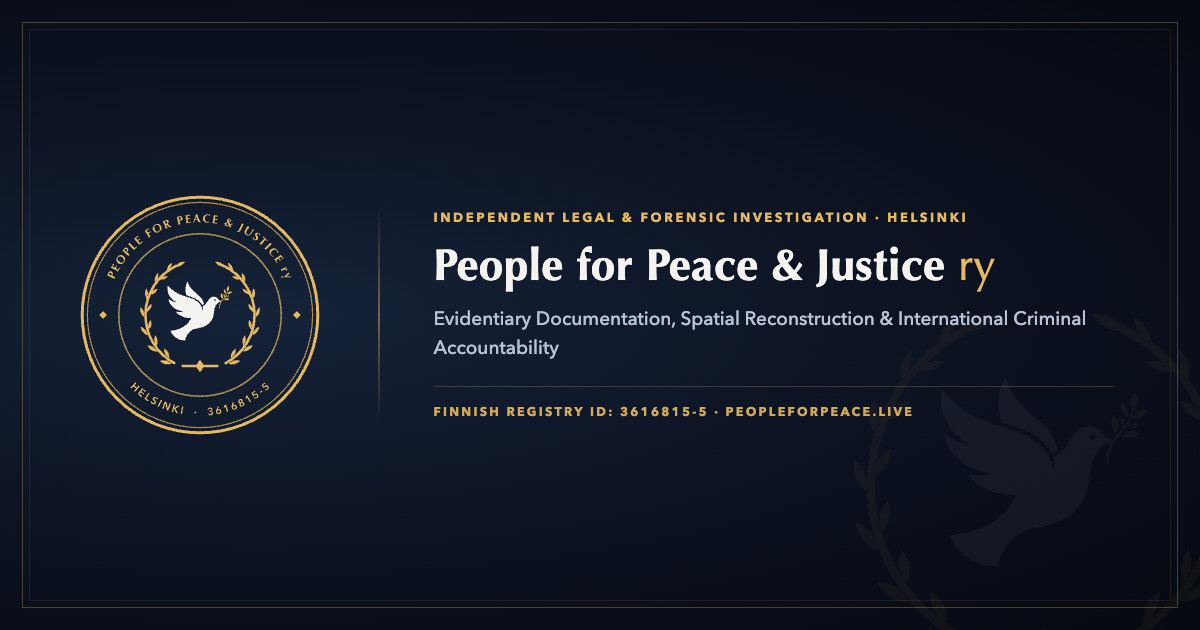 PEOPLE FOR PEACE & JUSTICE ry
HELSINKI · 3616815-5
INDEPENDENT LEGAL & FORENSIC INVESTIGATION · HELSINKI
People for Peace & Justice ry
Evidentiary Documentation, Spatial Reconstruction & International Criminal
Accountability
FINNISH REGISTRY ID: 3616815-5 · PEOPLEFORPEACE.LIVE